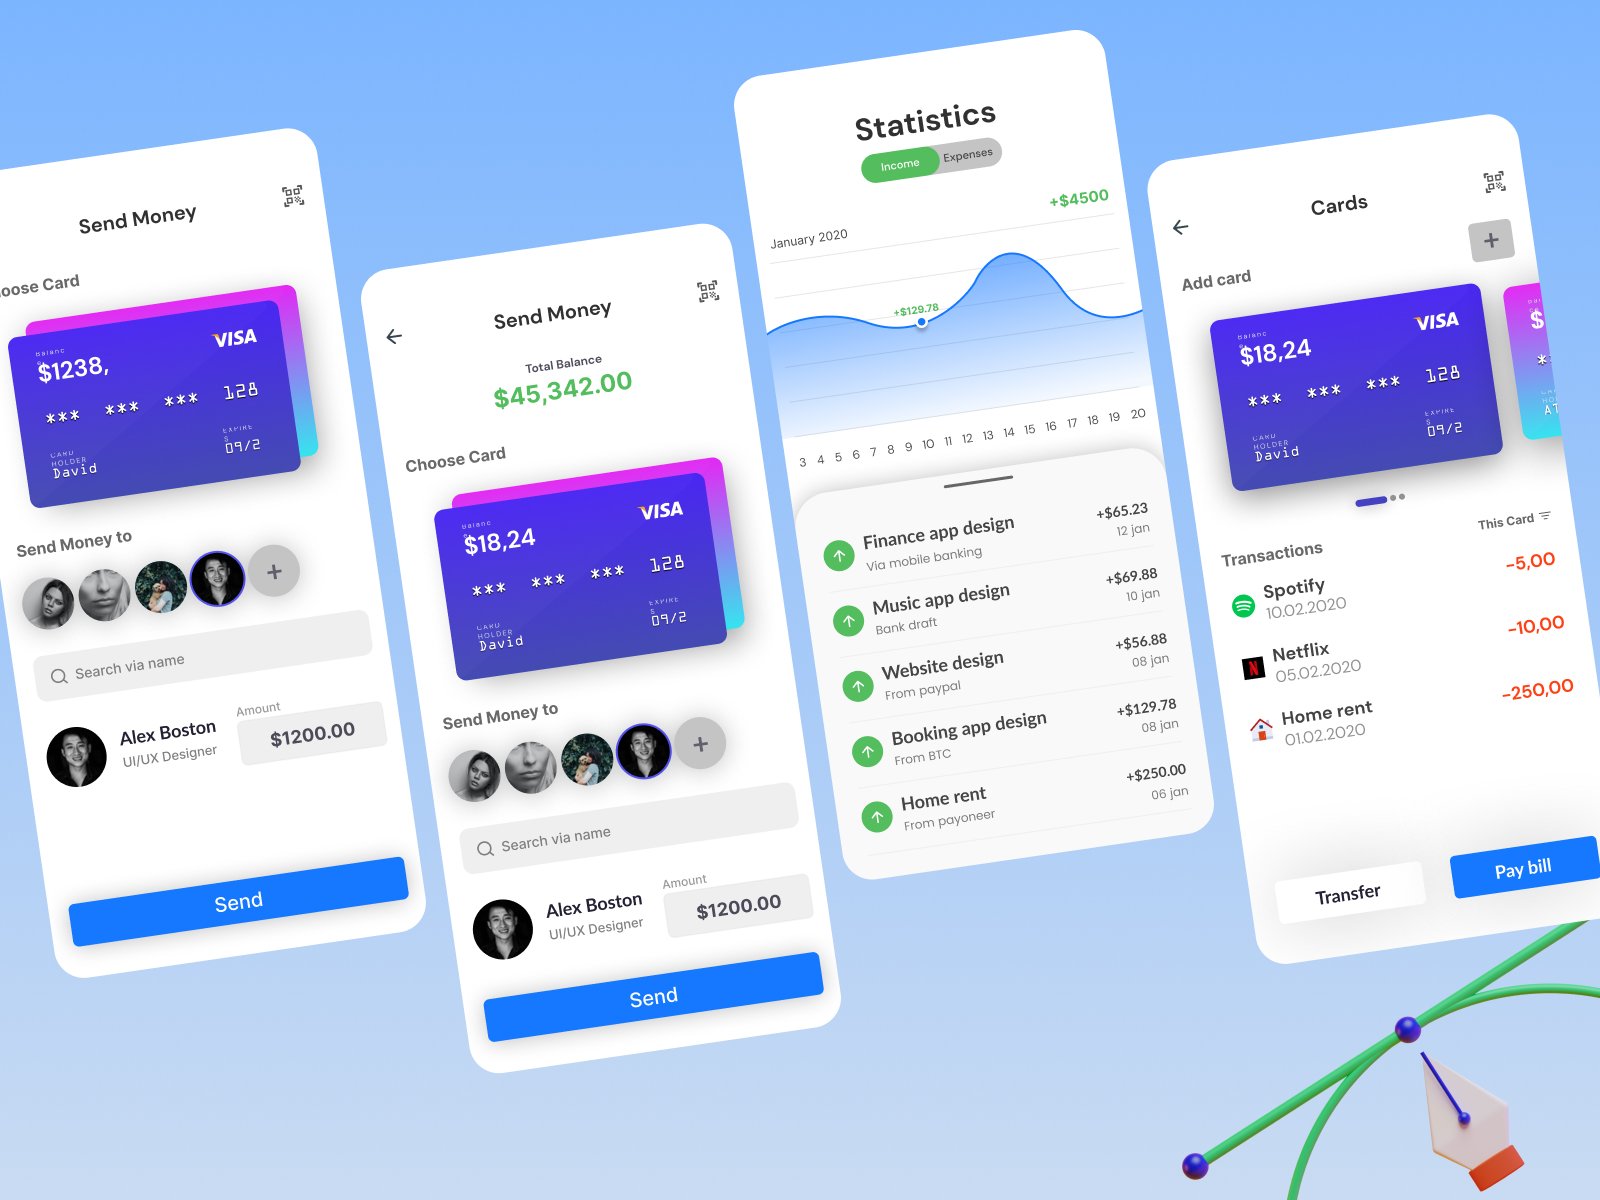 Send Money
oose Card
Balanc
$1238,
VISA
*** *** *** 128
CARD
HOLDER
David
EXPIRE
S
09/2
Send Money to
+
Search via name
Alex Boston
UI/UX Designer
Amount
$1200.00
Send
Send Money
Total Balance
$45,342.00
Choose Card
Balanc
$18,24
VISA
*** *** *** 128
CARD
HOLDER
David
EXPIRE
S
09/2
Send Money to
+
Search via name
Alex Boston
UI/UX Designer
Amount
$1200.00
Send
Statistics
Income Expenses
+$4500
January 2020
+$129.78
3 4 5 6 7 8 9 10 11 12 13 14 15 16 17 18 19 20
Finance app design +$65.23
Via mobile banking 12 jan
Music app design +$69.88
Bank draft 10 jan
Website design +$56.88
From paypal 08 jan
Booking app design +$129.78
From BTC 08 jan
Home rent +$250.00
From payoneer 06 jan
Cards
+
Add card
Balanc
$18,24
VISA
*** *** *** 128
CARD
HOLDER
David
EXPIRE
S
09/2
$
Transactions This Card
Spotify -5,00
10.02.2020
Netflix -10,00
05.02.2020
Home rent -250,00
01.02.2020
Transfer Pay bill